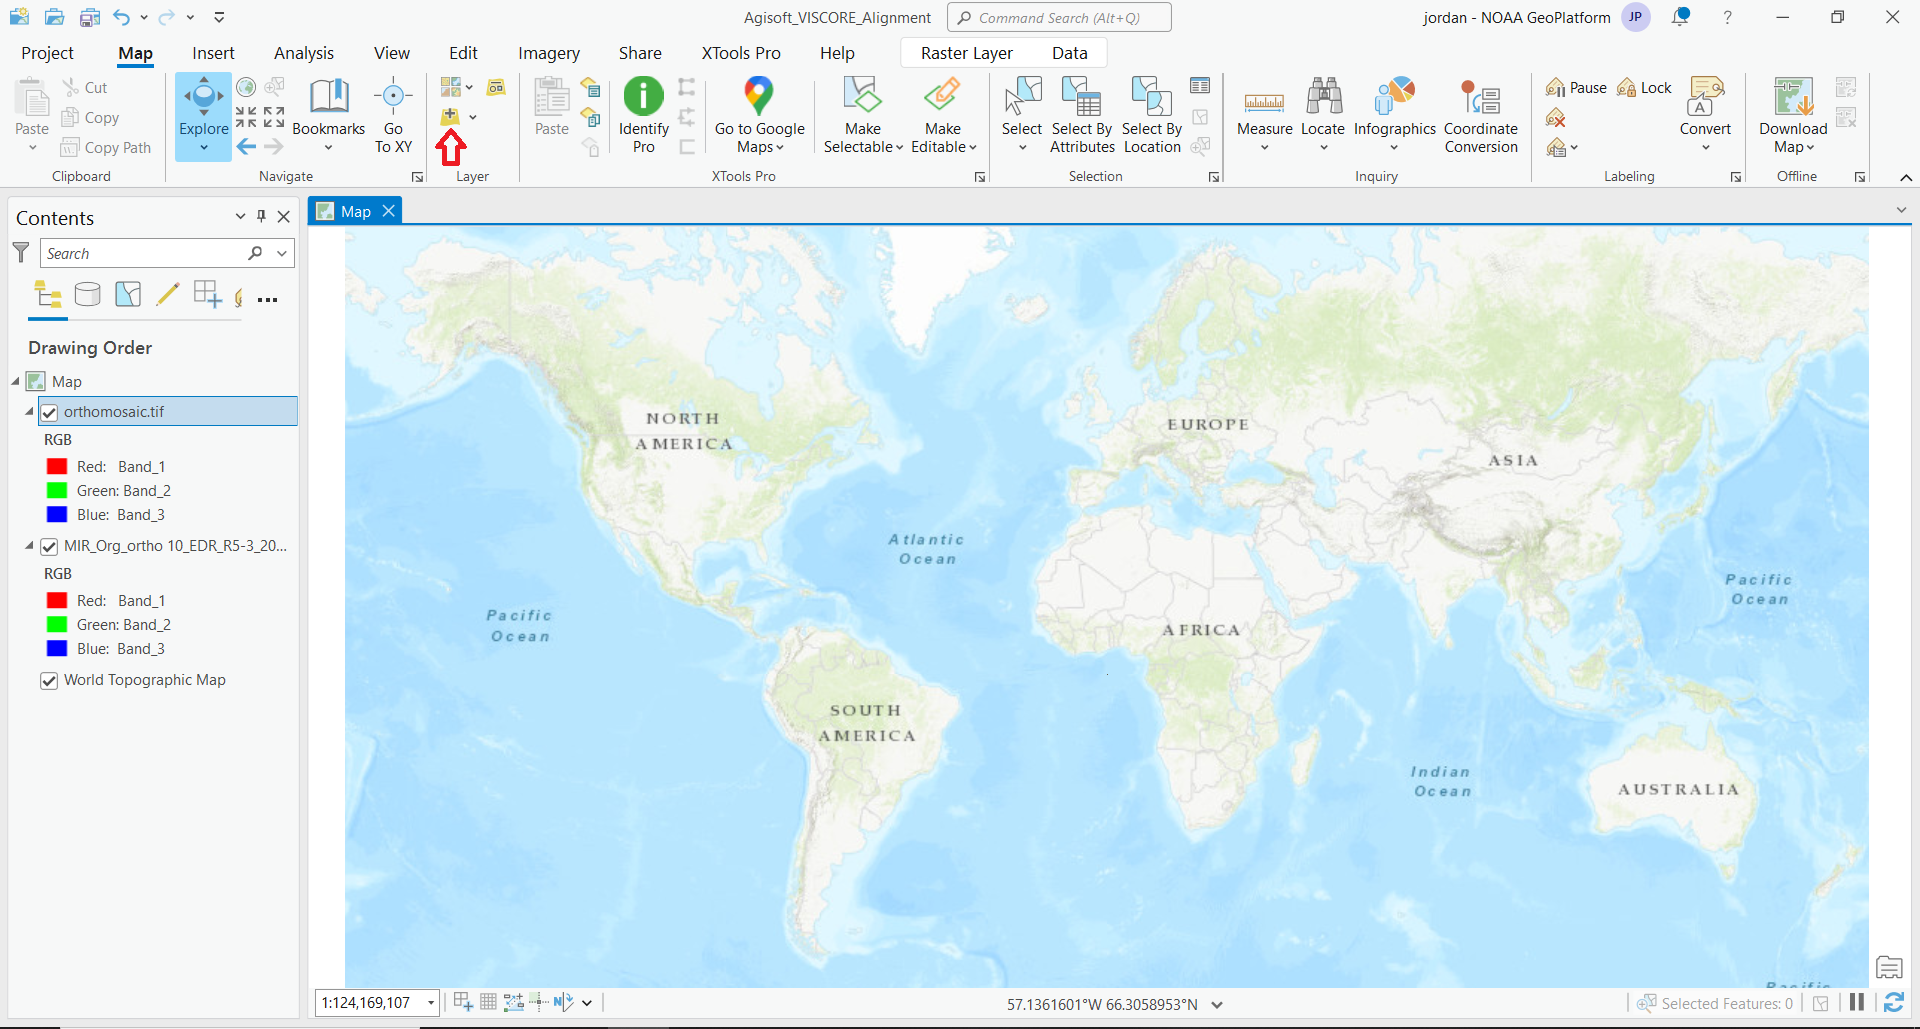 Agisoft_VISCORE_Alignment
Command Search (Alt+Q)
jordan - NOAA GeoPlatform
JP
?
Project
Map
Insert
Analysis
View
Edit
Imagery
Share
XTools Pro
Help
Raster Layer
Data
Paste
Cut
Copy
Copy Path
Clipboard
Explore
Bookmarks
Go
To XY
Navigate
Layer
Paste
Identify
Pro
Go to Google
Maps
Make
Selectable
Make
Editable
XTools Pro
Select
Select By
Attributes
Select By
Location
Selection
Measure
Locate
Infographics
Coordinate
Conversion
Inquiry
Pause
Lock
A
Convert
Labeling
Download
Map
Offline
Contents
Search
Drawing Order
Map
orthomosaic.tif
RGB
Red: Band_1
Green: Band_2
Blue: Band_3
MIR_Org_ortho 10_EDR_R5-3_20...
RGB
Red: Band_1
Green: Band_2
Blue: Band_3
World Topographic Map
Map
NORTH
AMERICA
EUROPE
ASIA
Atlantic
Ocean
Pacific
Ocean
Pacific
Ocean
AFRICA
SOUTH
AMERICA
Indian
Ocean
AUSTRALIA
Pacific
1:124,169,107
N
57.1361601°W 66.3058953°N
Selected Features: 0